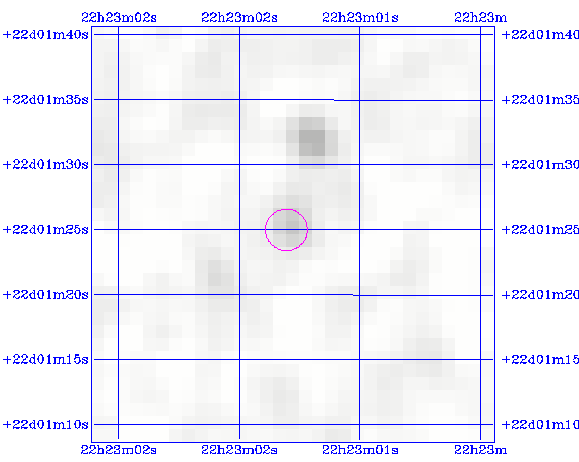 22h23m02s 22h23m02s 22h23m01s 22h23m
+22d01m40s +22d01m40
+22d01m35s +22d01m35
+22d01m30s +22d01m30
+22d01m25s +22d01m25
+22d01m20s +22d01m20
+22d01m15s +22d01m15
+22d01m10s +22d01m10
22h23m02s 22h23m02s 22h23m01s 22h23m